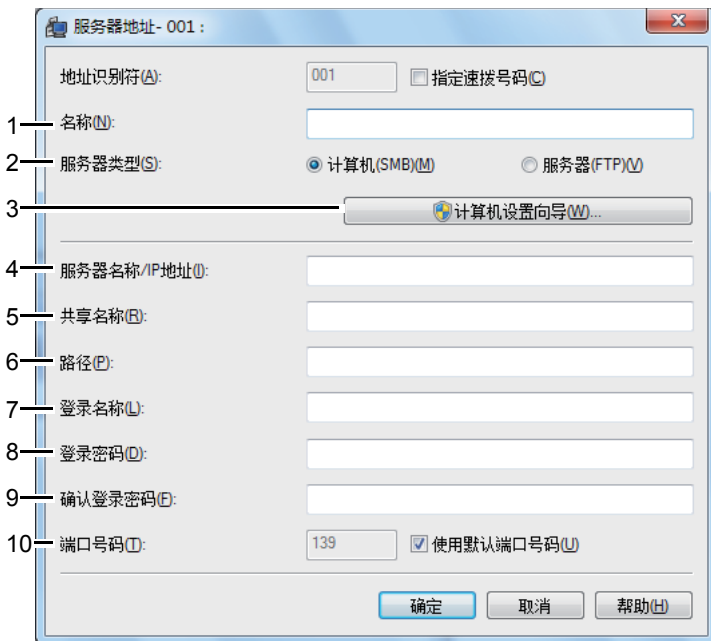 服务器地址- 001 :
地址识别符(A): 001 指定速拨号码(C)
1 名称(N):
2 服务器类型(S): 计算机(SMB)(M) 服务器(FTP)(V)
3 计算机设置向导(W)...
4 服务器名称/IP地址(I):
5 共享名称(R):
6 路径(P):
7 登录名称(L):
8 登录密码(D):
9 确认登录密码(F):
10 端口号码(T): 139 使用默认端口号码(U)
确定 取消 帮助(H)